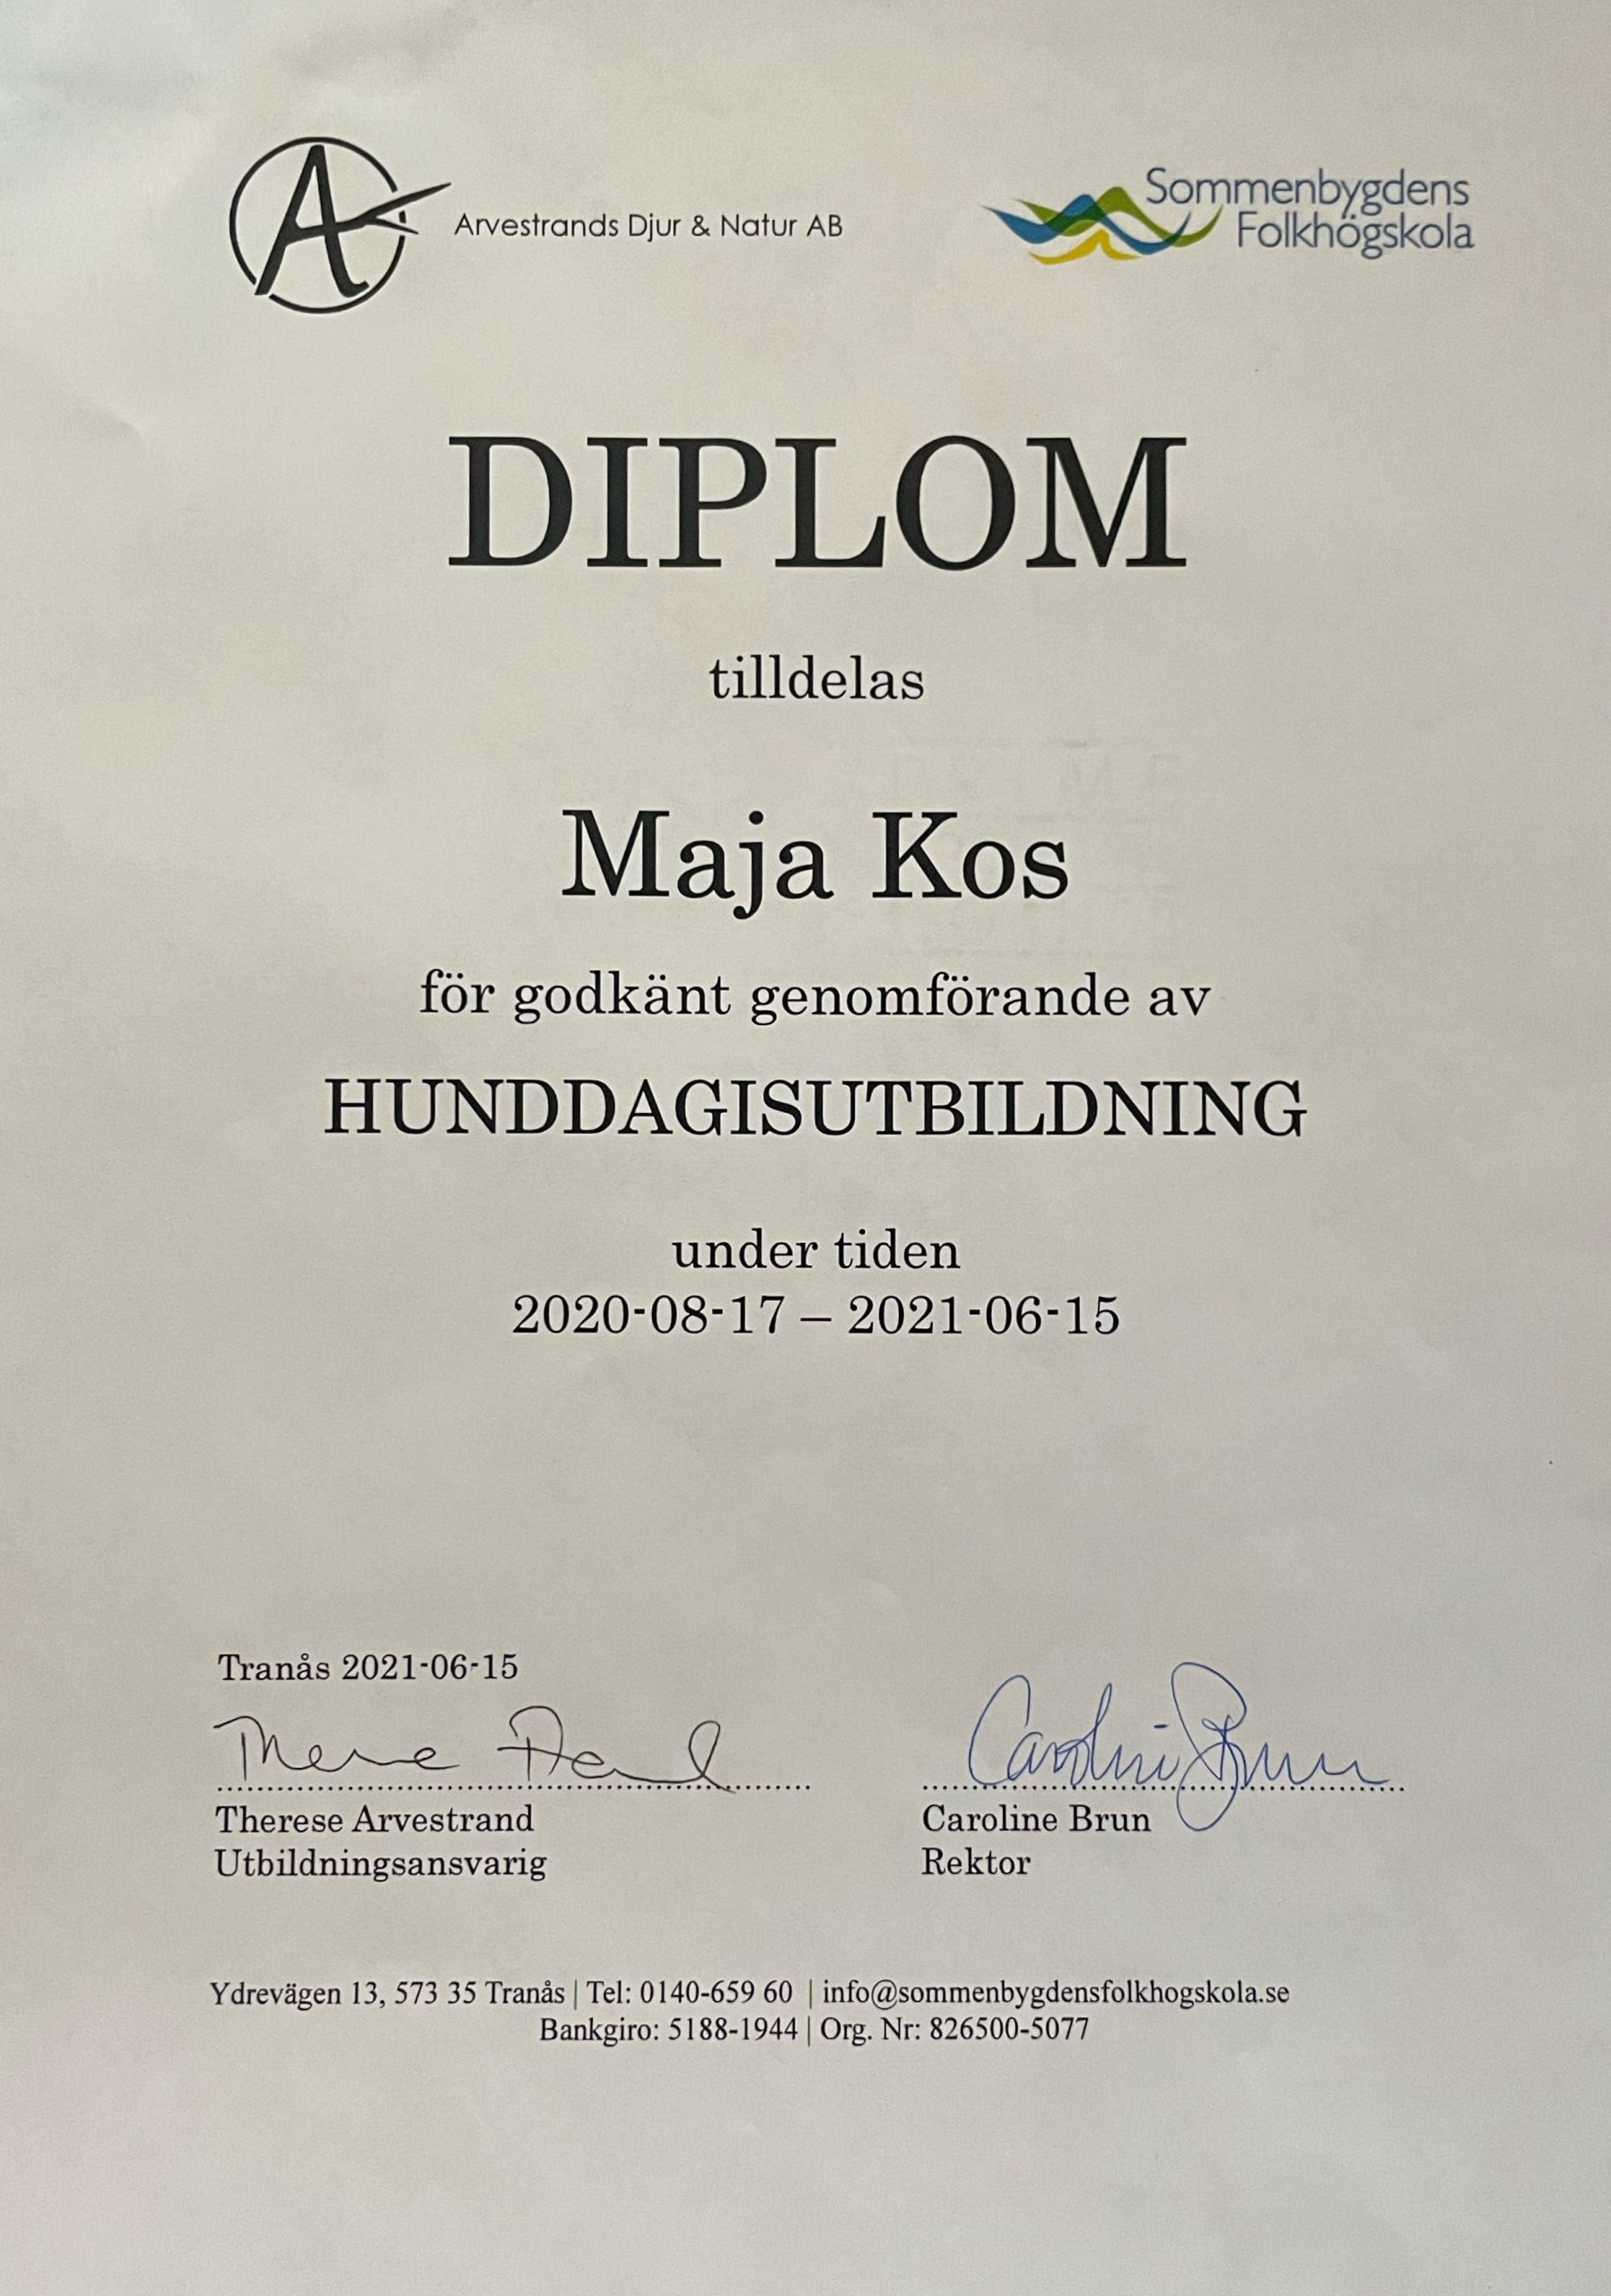 Arvestrands Djur & Natur AB
Sommenbygdens
Folkhögskola
DIPLOM
tilldelas
Maja Kos
för godkänt genomförande av
HUNDDAGISUTBILDNING
under tiden
2020-08-17 – 2021-06-15
Tranås 2021-06-15
Therese Arvestrand
Utbildningsansvarig
Caroline Brun
Caroline Brun
Rektor
Ydrevägen 13, 573 35 Tranås | Tel: 0140-659 60 | info@sommenbygdensfolkhogskola.se
Bankgiro: 5188-1944 | Org. Nr: 826500-5077